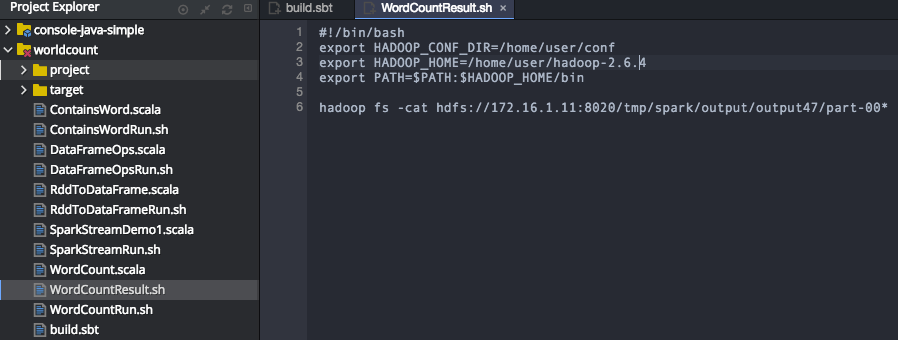 Project Explorer
console-java-simple
worldcount
project
target
ContainsWord.scala
ContainsWordRun.sh
DataFrameOps.scala
DataFrameOpsRun.sh
RddToDataFrame.scala
RddToDataFrameRun.sh
SparkStreamDemo1.scala
SparkStreamRun.sh
WordCount.scala
WordCountResult.sh
WordCountRun.sh
build.sbt
build.sbt WordCountResult.sh ×
1 #!/bin/bash
2 export HADOOP_CONF_DIR=/home/user/conf
3 export HADOOP_HOME=/home/user/hadoop-2.6.4
4 export PATH=$PATH:$HADOOP_HOME/bin
5
6 hadoop fs -cat hdfs://172.16.1.11:8020/tmp/spark/output/output47/part-00*